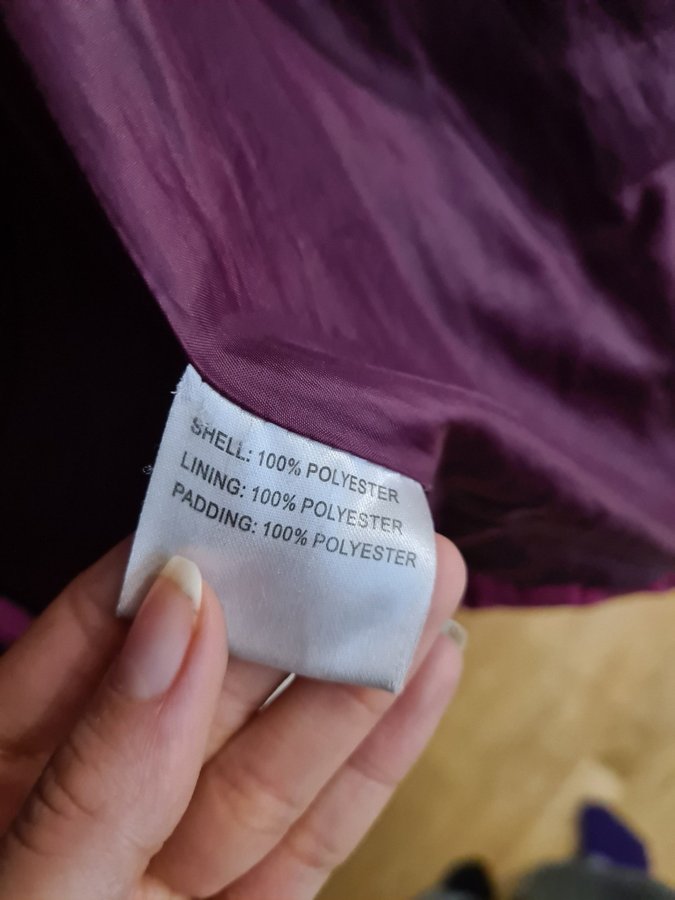 SHELL: 100% POLYESTER
LINING: 100% POLYESTER
PADDING: 100% POLYESTER